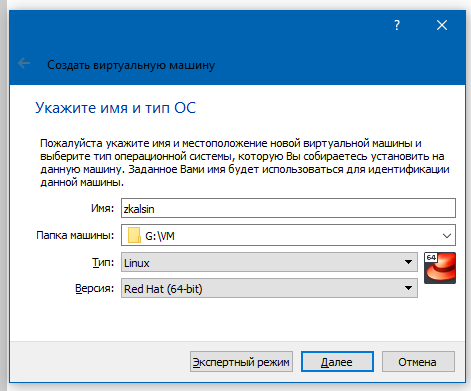 ?
Создать виртуальную машину
Укажите имя и тип ОС
Пожалуйста укажите имя и местоположение новой виртуальной машины и
выберите тип операционной системы, которую Вы собираетесь установить на
данную машину. Заданное Вами имя будет использоваться для идентификации
данной машины.
Имя: zkalsin
Папка машины: G:\VM
Тип: Linux
64
Версия: Red Hat (64-bit)
Экспертный режим Далее Отмена